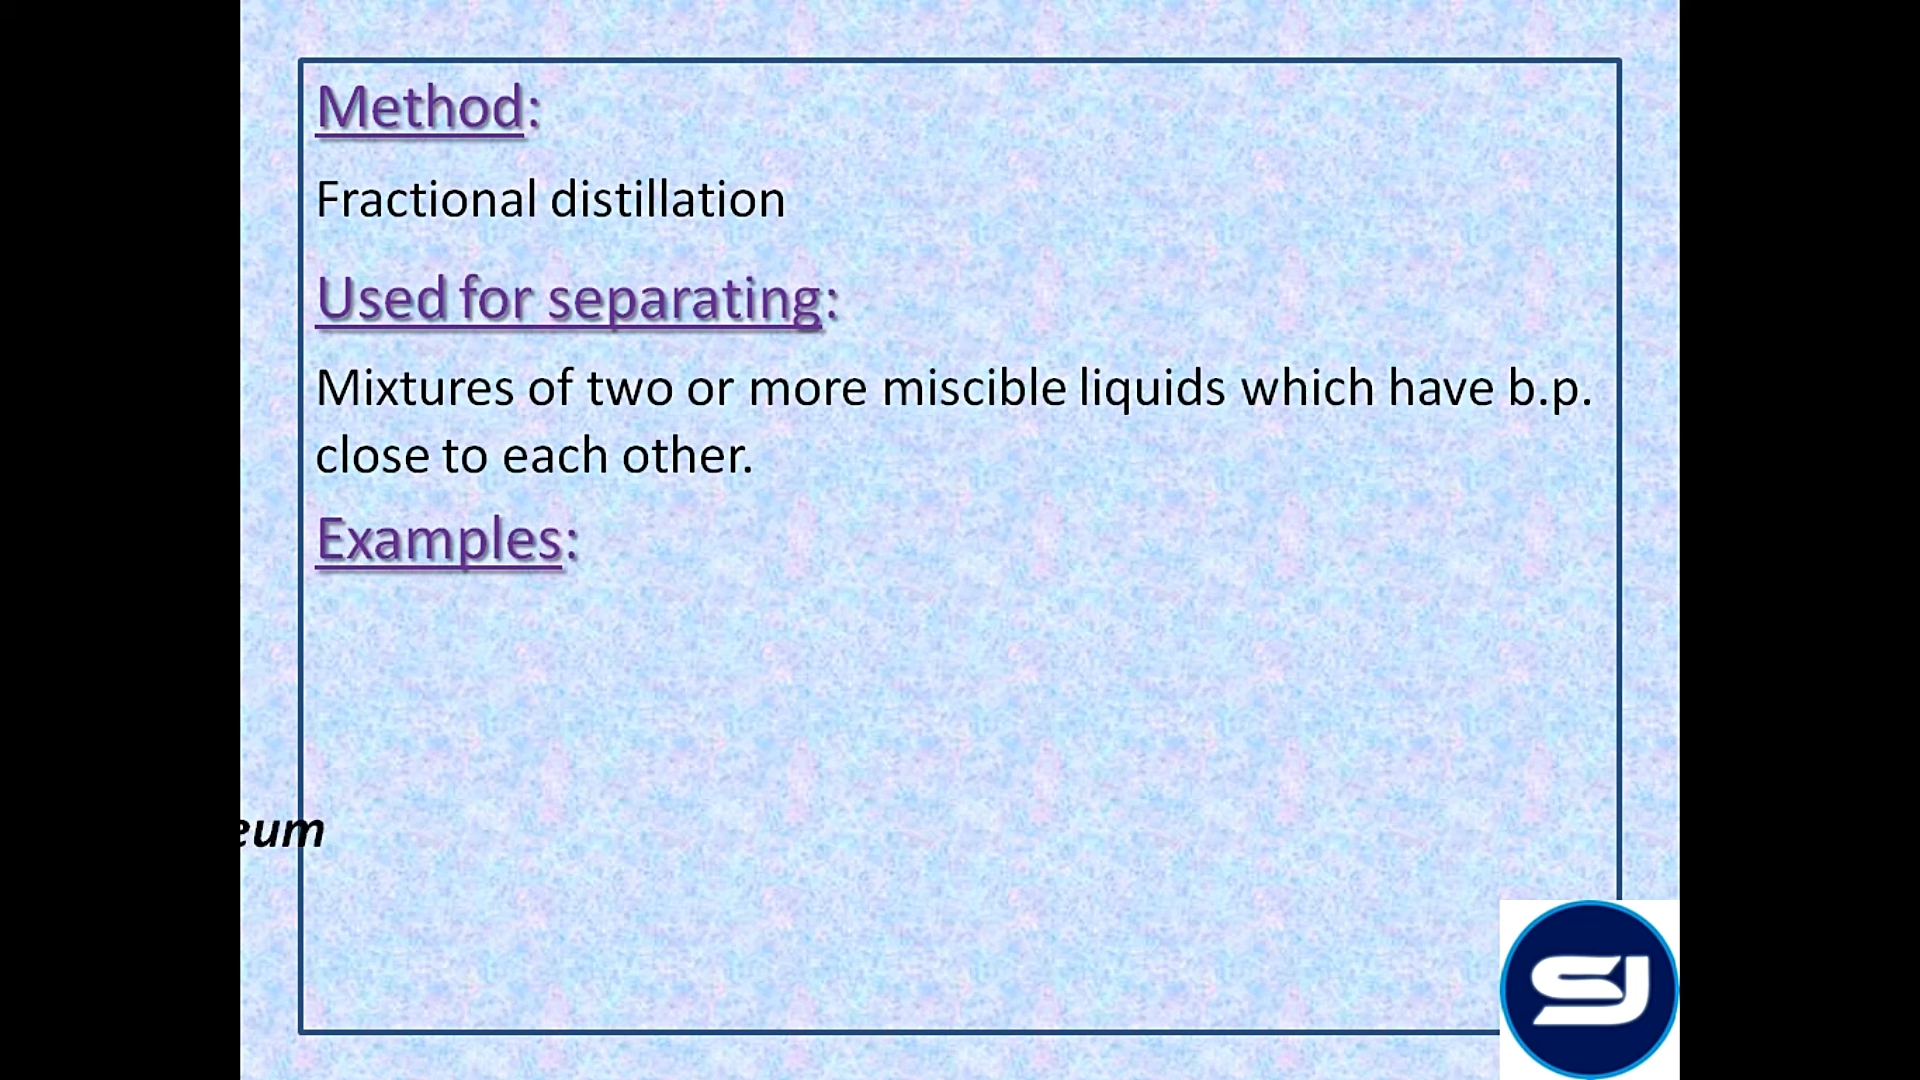 Method:
Fractional distillation
Used for separating:
Mixtures of two or more miscible liquids which have b.p.
close to each other.
Examples:
eum
SJ